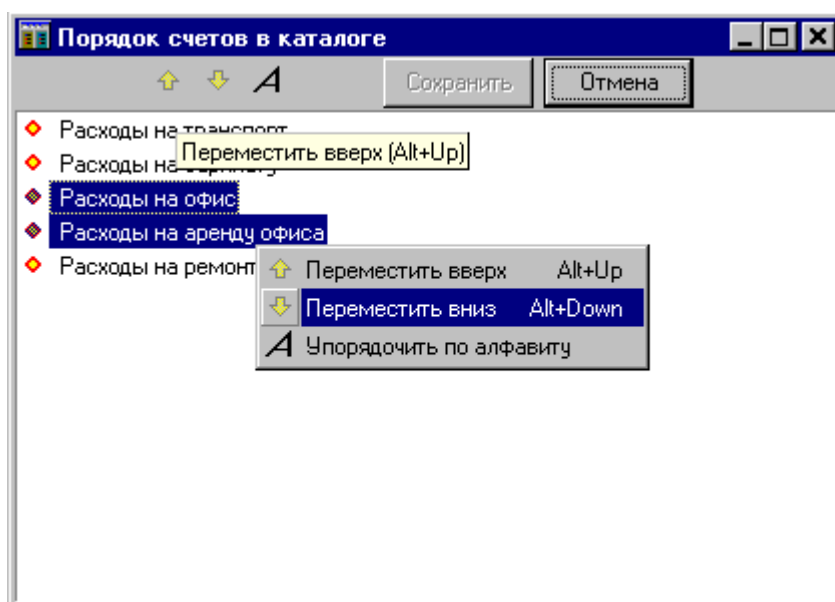 Порядок счетов в каталоге
A Сохранить Отмена
Расходы на транспорт
Переместить вверх (Alt+Up)
Расходы на
Расходы на офис
Расходы на аренду офиса
Расходы на ремонт
Переместить вверх Alt+Up
Переместить вниз Alt+Down
A Упорядочить по алфавиту